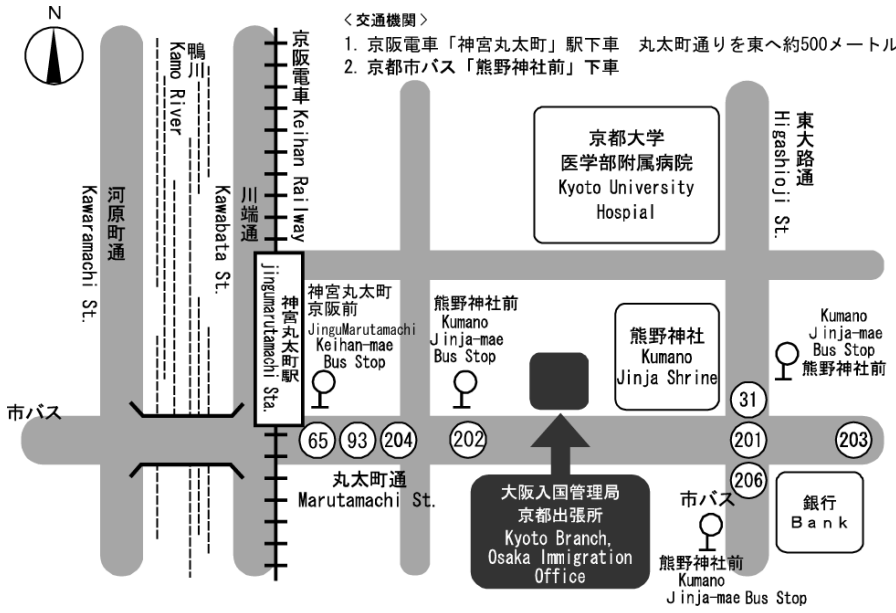 N
〈交通機関〉
1. 京阪電車「神宮丸太町」駅下車　丸太町通りを東へ約500メートル
2. 京都市バス「熊野神社前」下車
鴨川
Kamo River
京阪電車 Keihan Railway
河原町通
Kawaramachi St.
川端通
Kawabata St.
京都大学
医学部附属病院
Kyoto University
Hospial
東大路通
Higashioji St.
神宮丸太町駅
jingumarutamachi Sta.
神宮丸太町
京阪前
JinguMarutamachi
Keihan-mae
Bus Stop
熊野神社前
Kumano
Jinja-mae
Bus Stop
熊野神社
Kumano
Jinja Shrine
Kumano
Jinja-mae
Bus Stop
熊野神社前
市バス
65
93
204
202
31
201
206
203
丸太町通
Marutamachi St.
大阪入国管理局
京都出張所
Kyoto Branch,
Osaka Immigration
Office
市バス
熊野神社前
Kumano
Jinja-mae Bus Stop
銀行
Bank